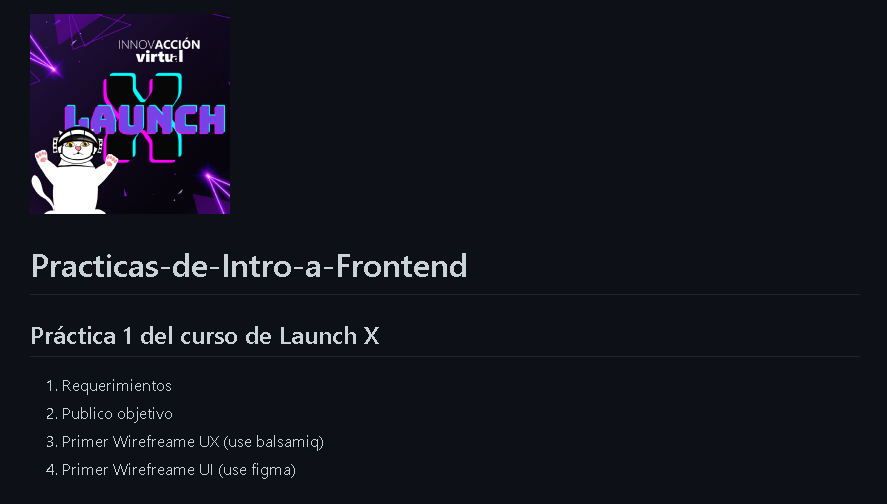 INNOVACCIÓN
virtual
LAUNCH
X
Practicas-de-Intro-a-Frontend
Práctica 1 del curso de Launch X
1. Requerimientos
2. Publico objetivo
3. Primer Wirefreame UX (use balsamiq)
4. Primer Wirefreame UI (use figma)